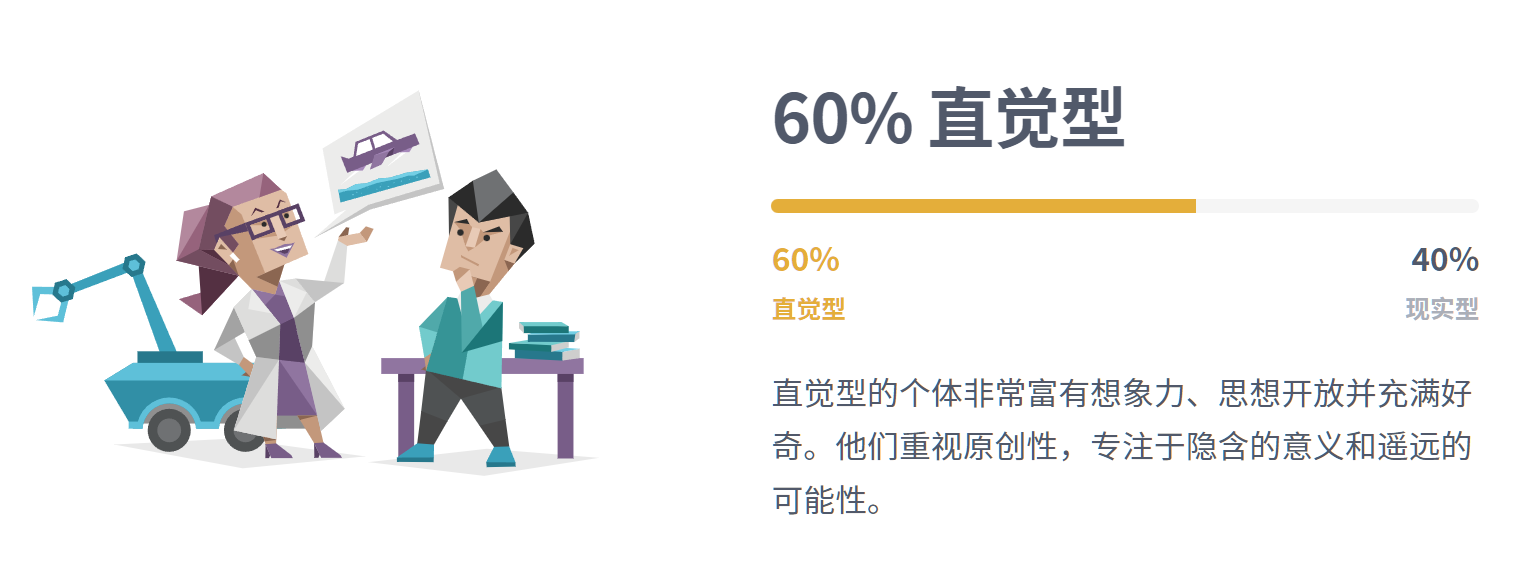 60% 直觉型
60%
40%
直觉型
现实型
直觉型的个体非常富有想象力、思想开放并充满好
奇。他们重视原创性，专注于隐含的意义和遥远的
可能性。